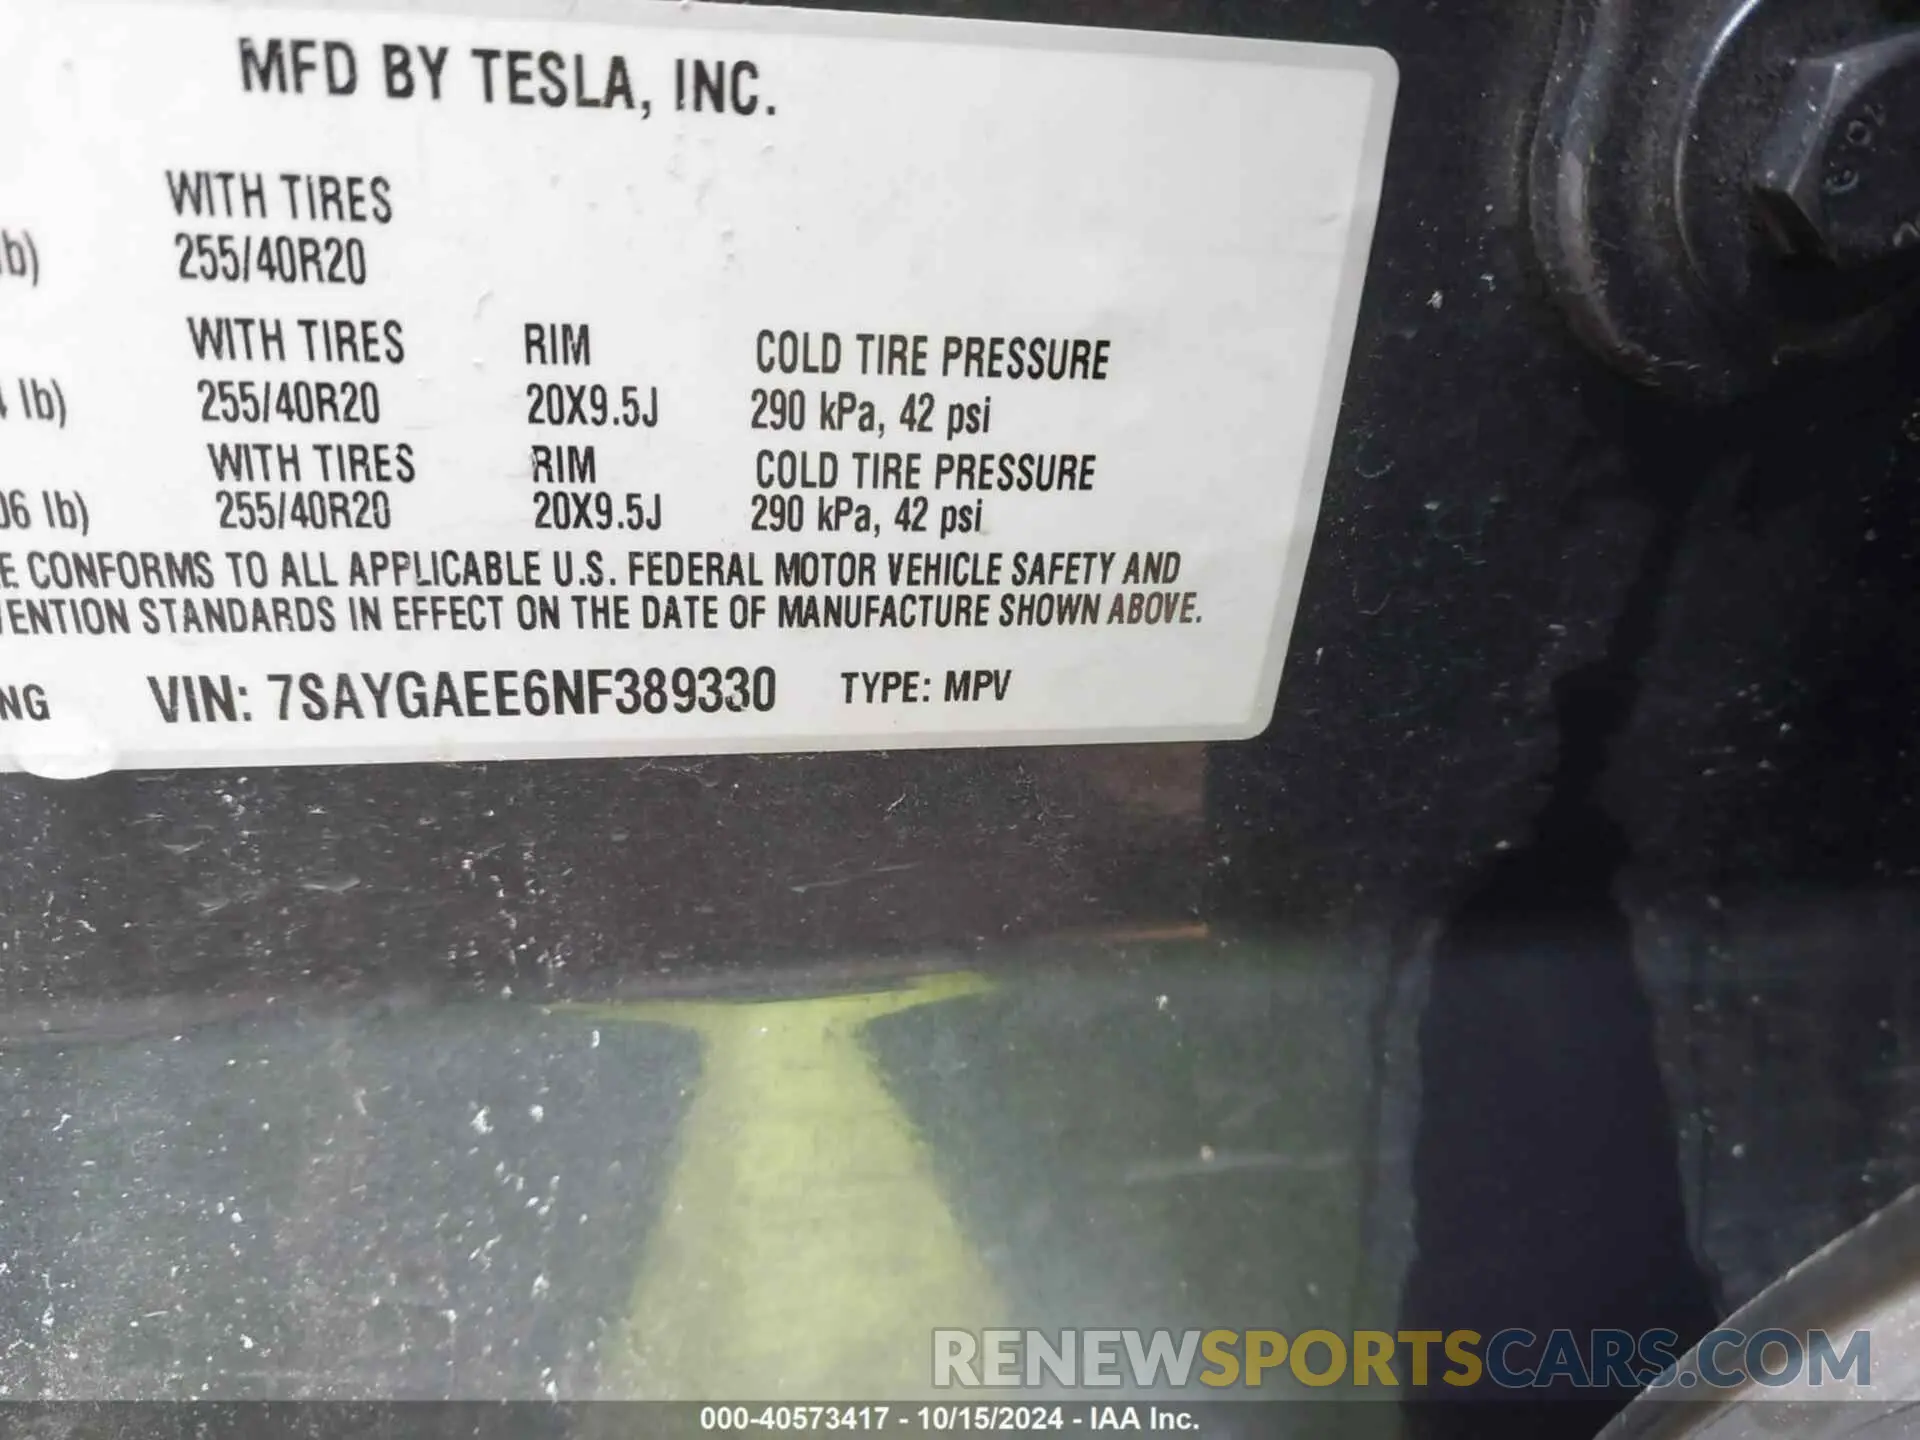 MFD BY TESLA, INC.
WITH TIRES
lb) 255/40R20
WITH TIRES RIM COLD TIRE PRESSURE
lb) 255/40R20 20X9.5J 290 kPa, 42 psi
WITH TIRES RIM COLD TIRE PRESSURE
06 lb) 255/40R20 20X9.5J 290 kPa, 42 psi
E CONFORMS TO ALL APPLICABLE U.S. FEDERAL MOTOR VEHICLE SAFETY AND
VENTION STANDARDS IN EFFECT ON THE DATE OF MANUFACTURE SHOWN ABOVE.
NG VIN: 7SAYGAEE6NF389330 TYPE: MPV
RENEWSPORTSCARS.COM
000-40573417 - 10/15/2024 - IAA Inc.